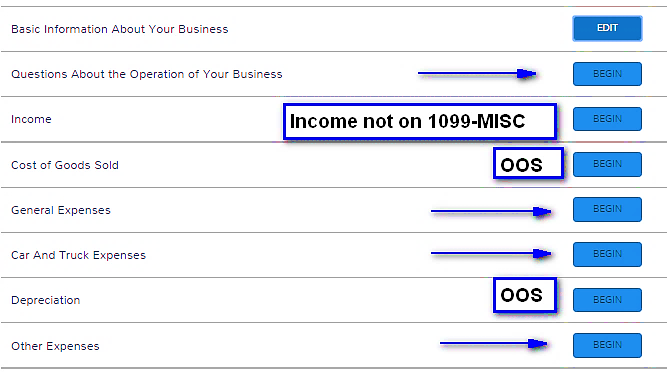 Basic Information About Your Business EDIT
Questions About the Operation of Your Business BEGIN
Income Income not on 1099-MISC BEGIN
Cost of Goods Sold OOS BEGIN
General Expenses BEGIN
Car And Truck Expenses BEGIN
Depreciation OOS BEGIN
Other Expenses BEGIN